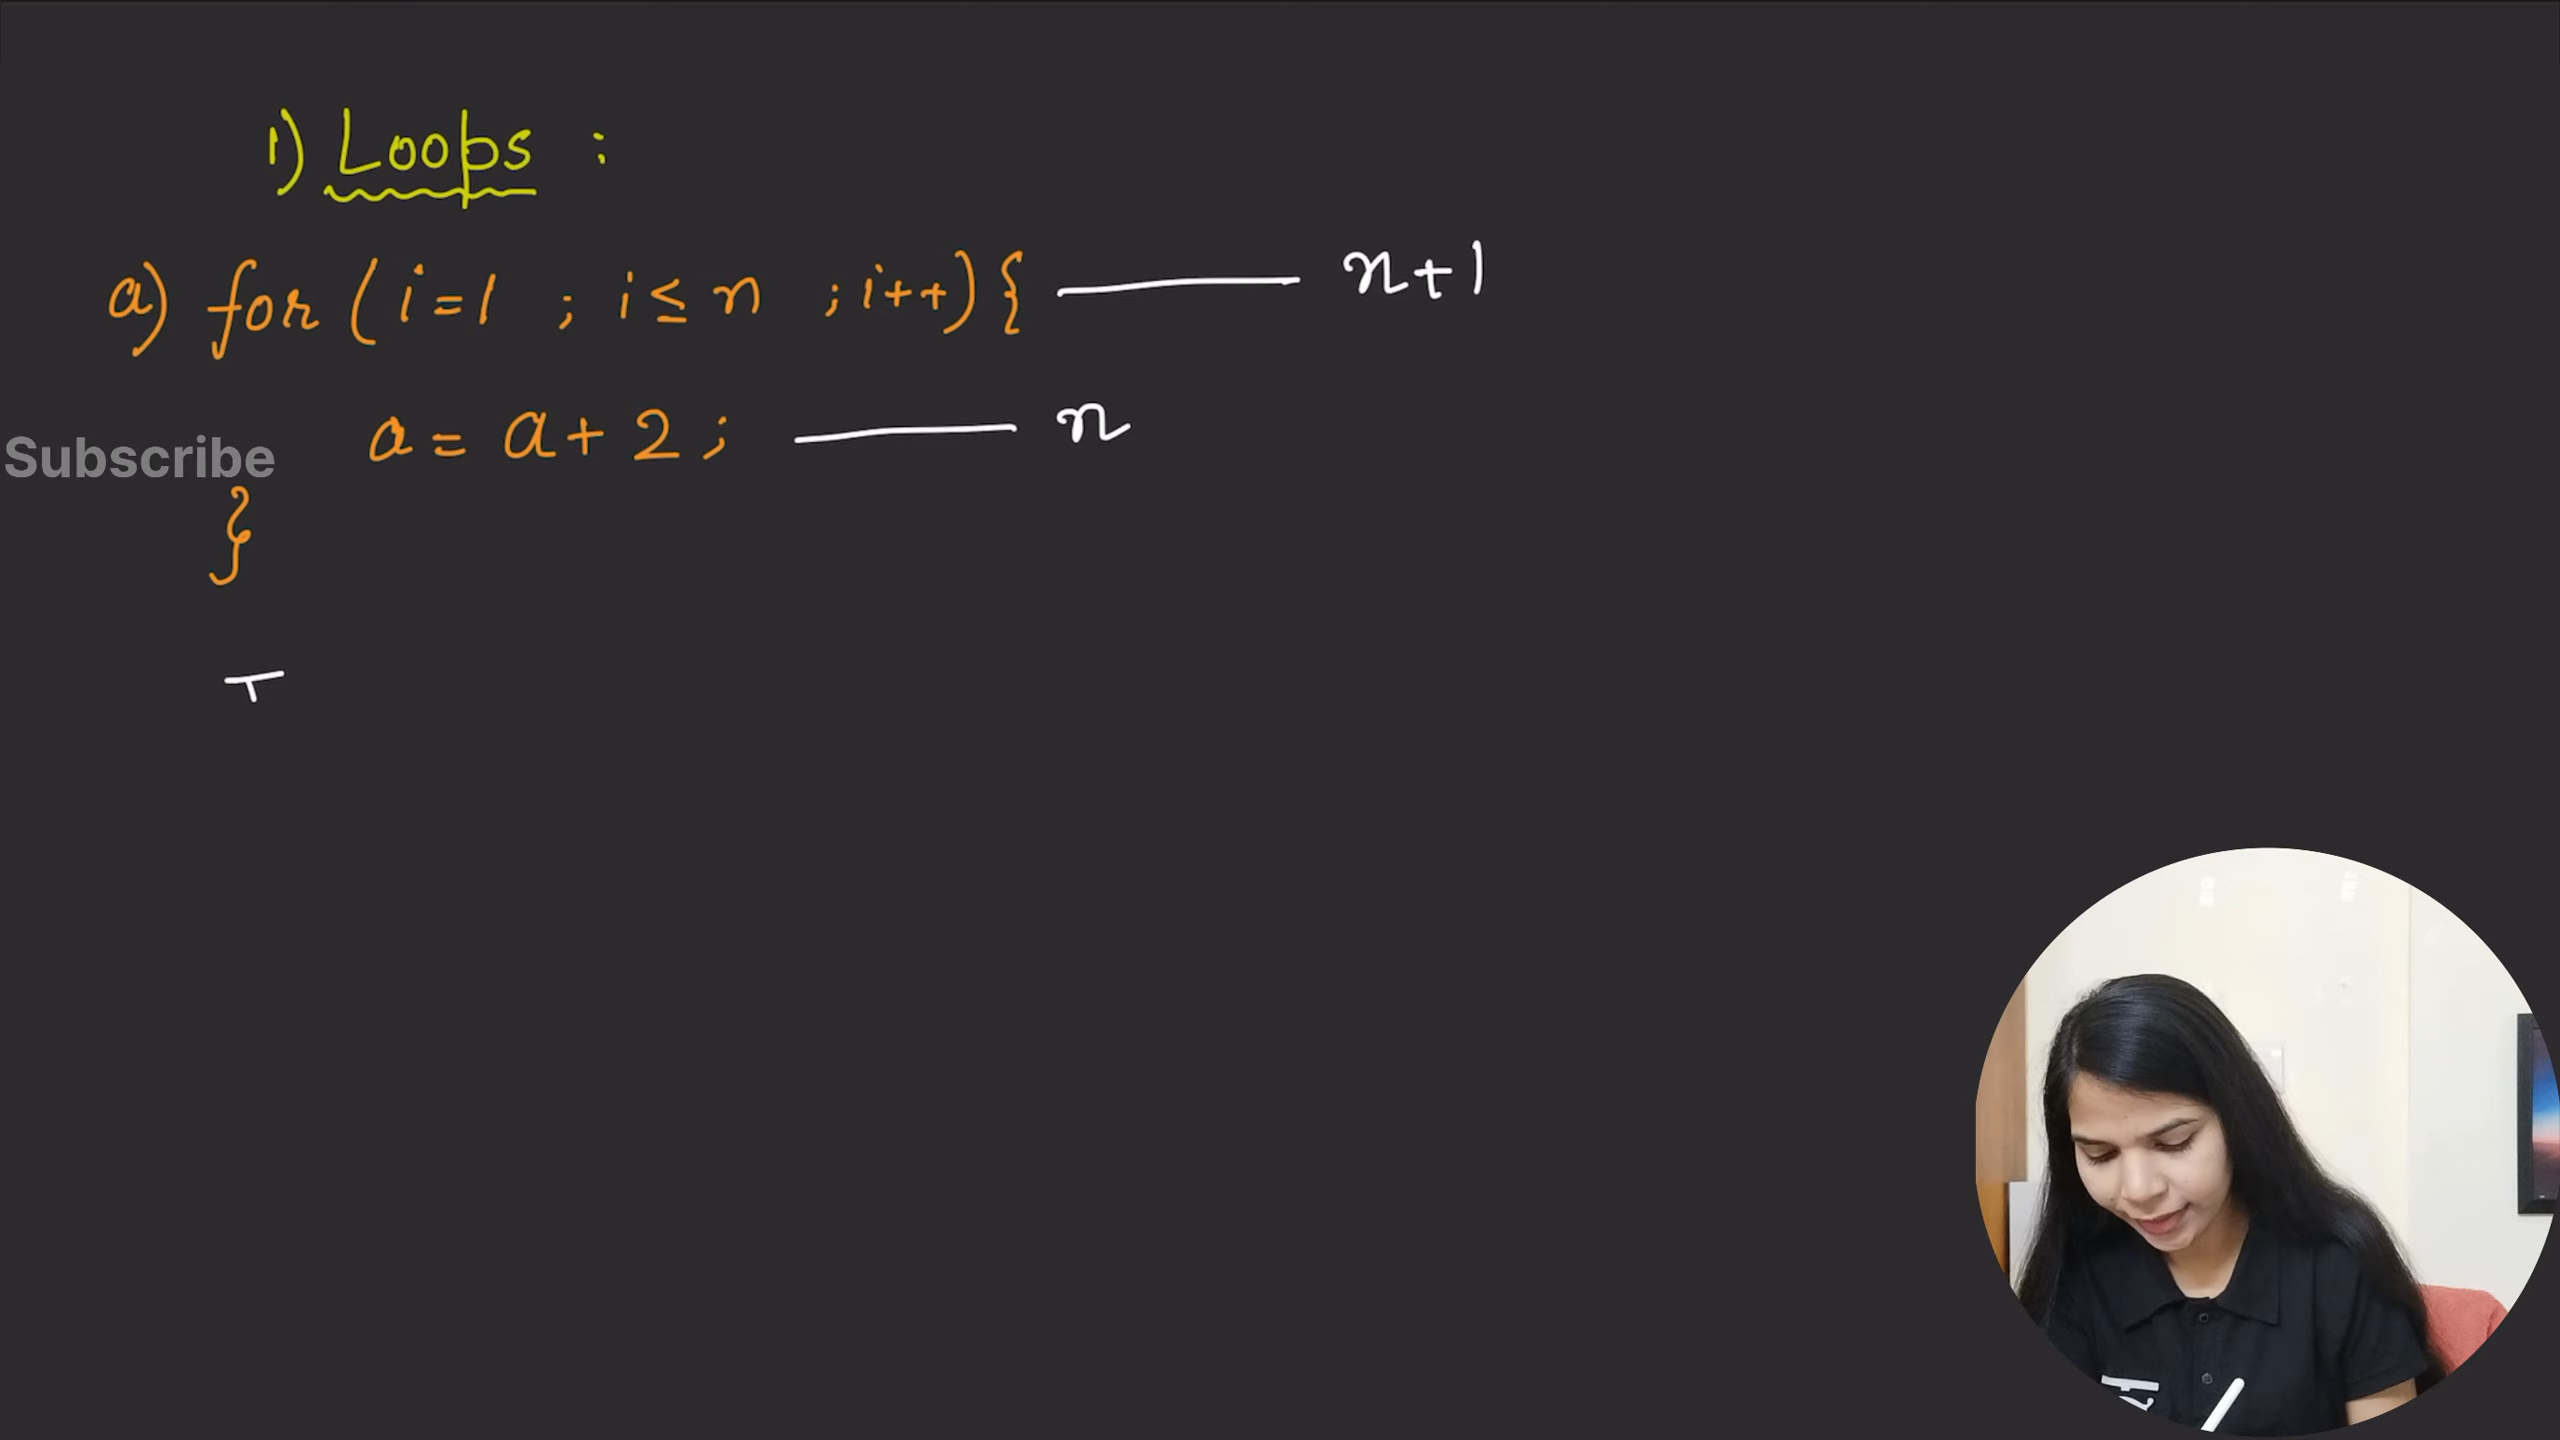 1) Loops :
a) for ( i=1 ; i ≤ n ; i++) { —— n+1
a = a + 2 ; —— n
Subscribe
}
T